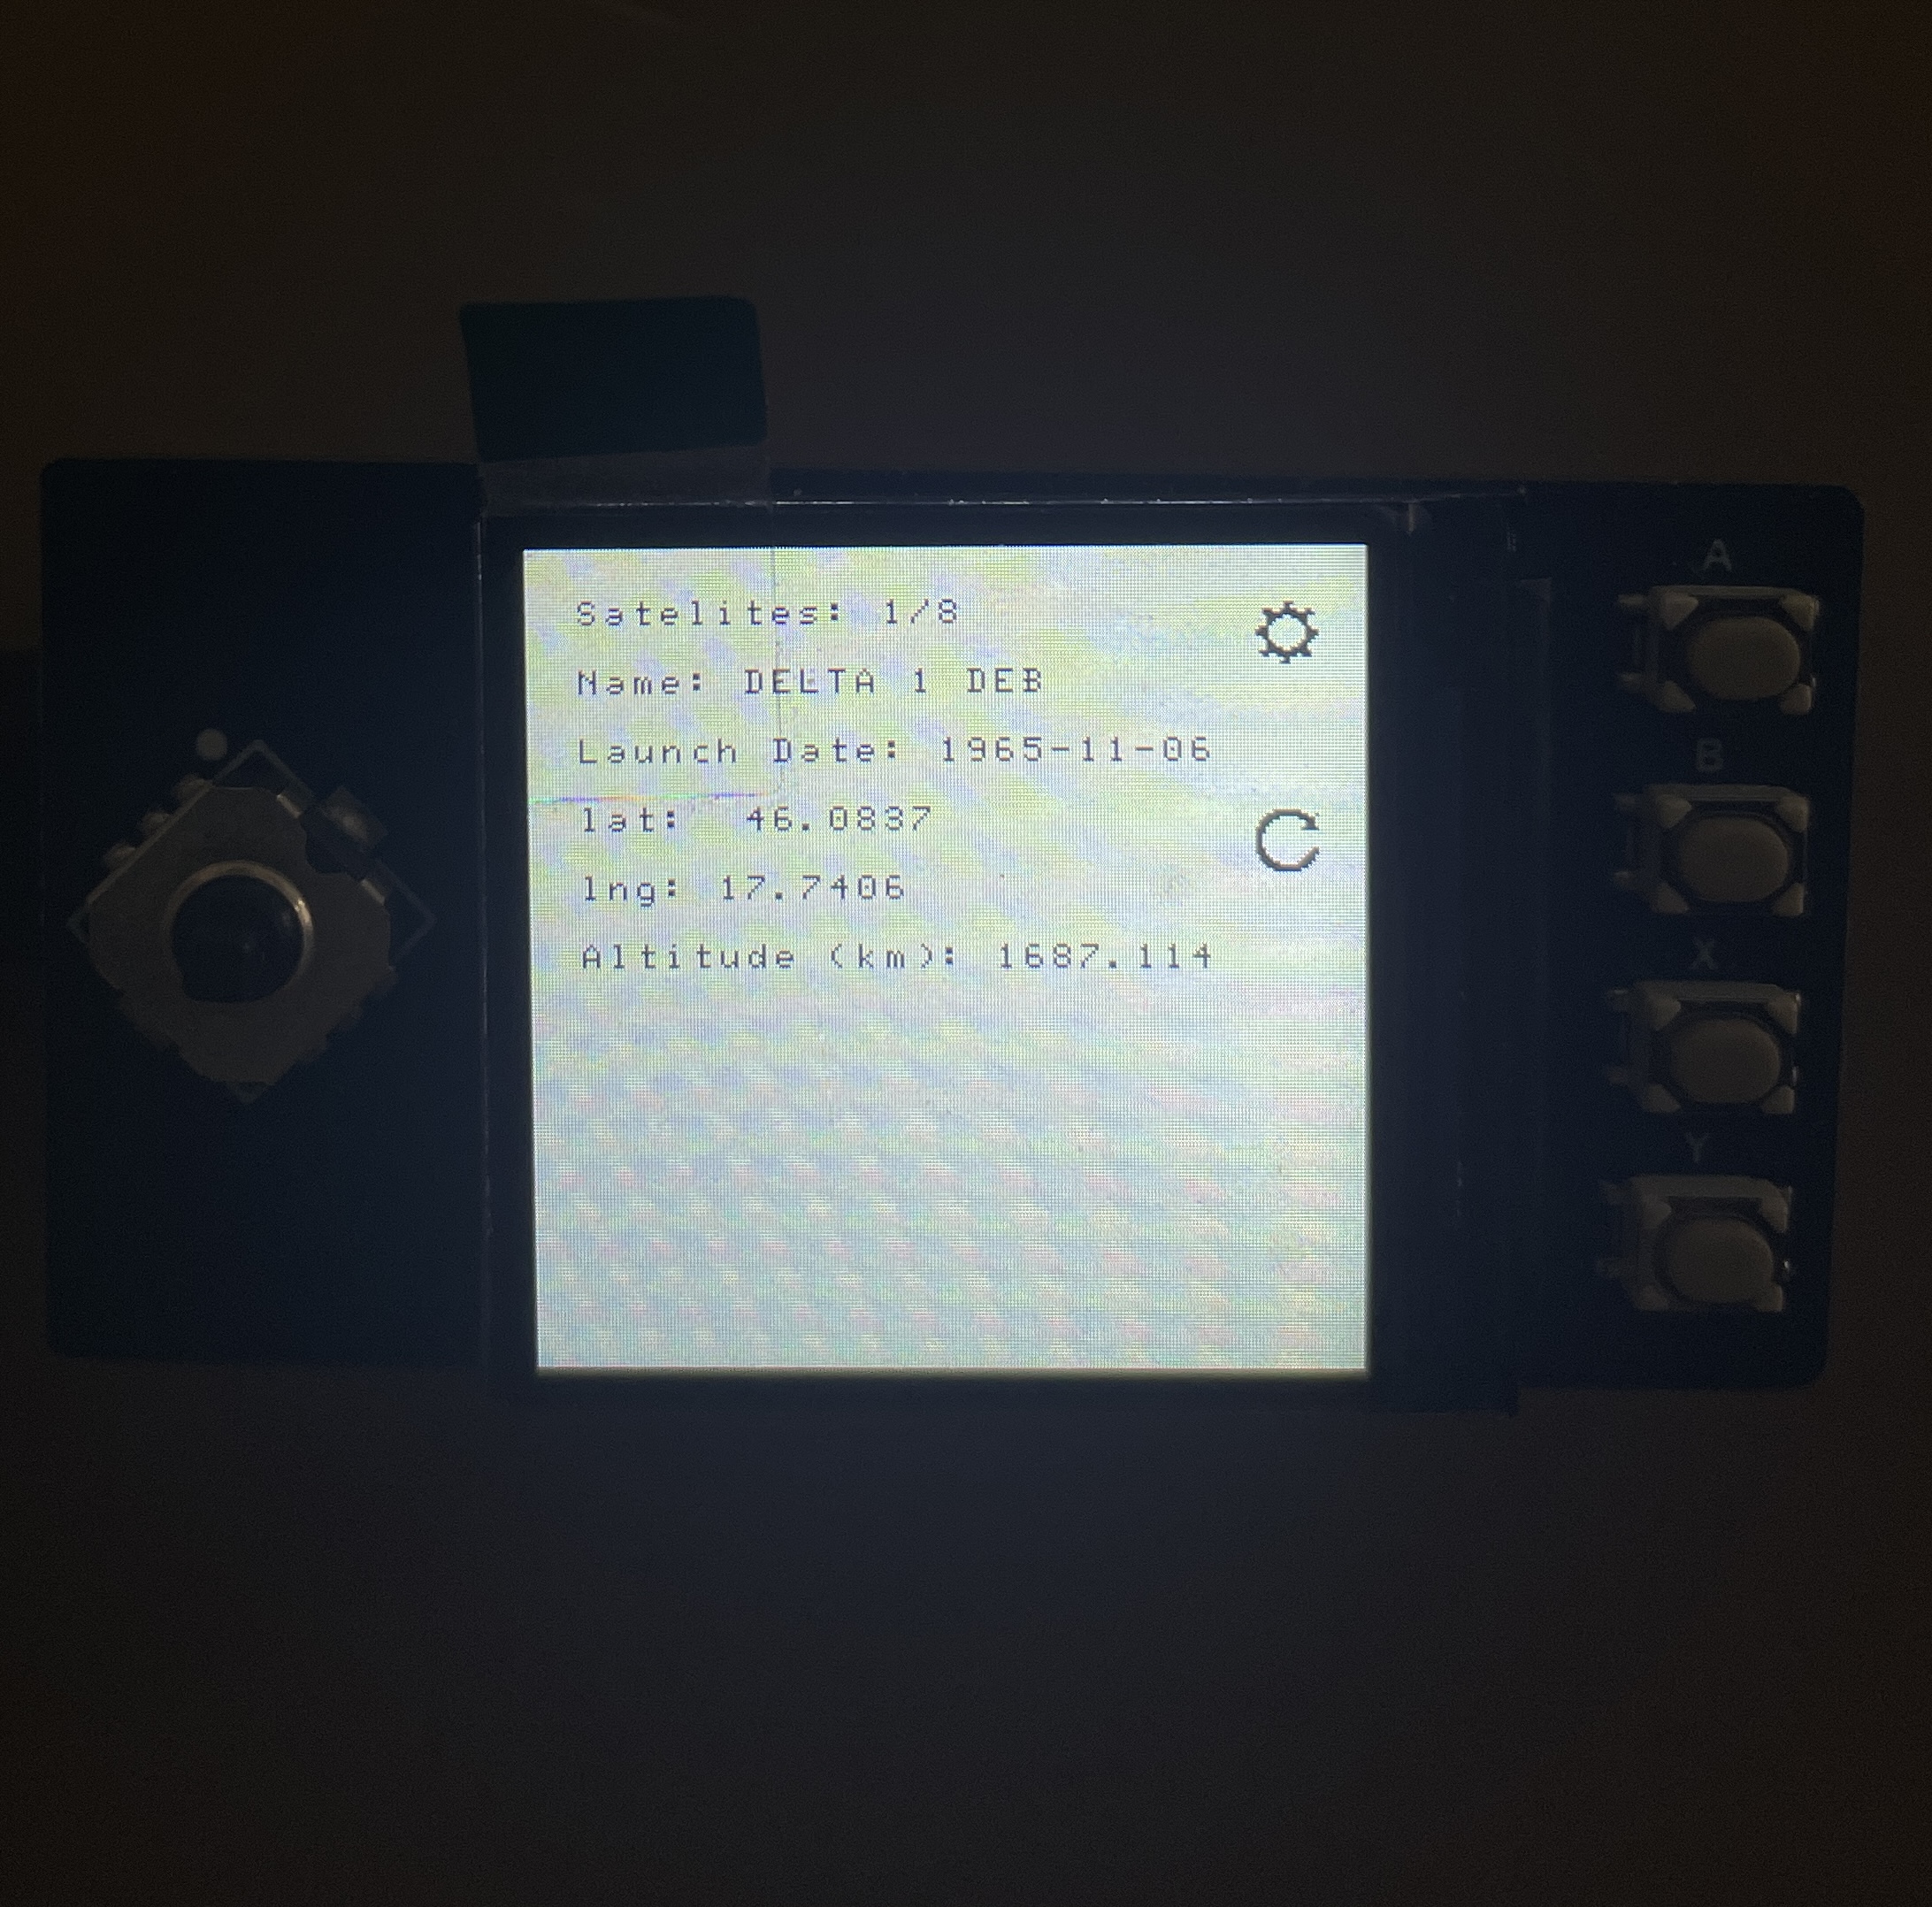 Satelites: 1/8
Name: DELTA 1 DEB
Launch Date: 1965-11-06
lat: 46.0837
lng: 17.7406
Altitude (km): 1687.114
A
B
X
Y